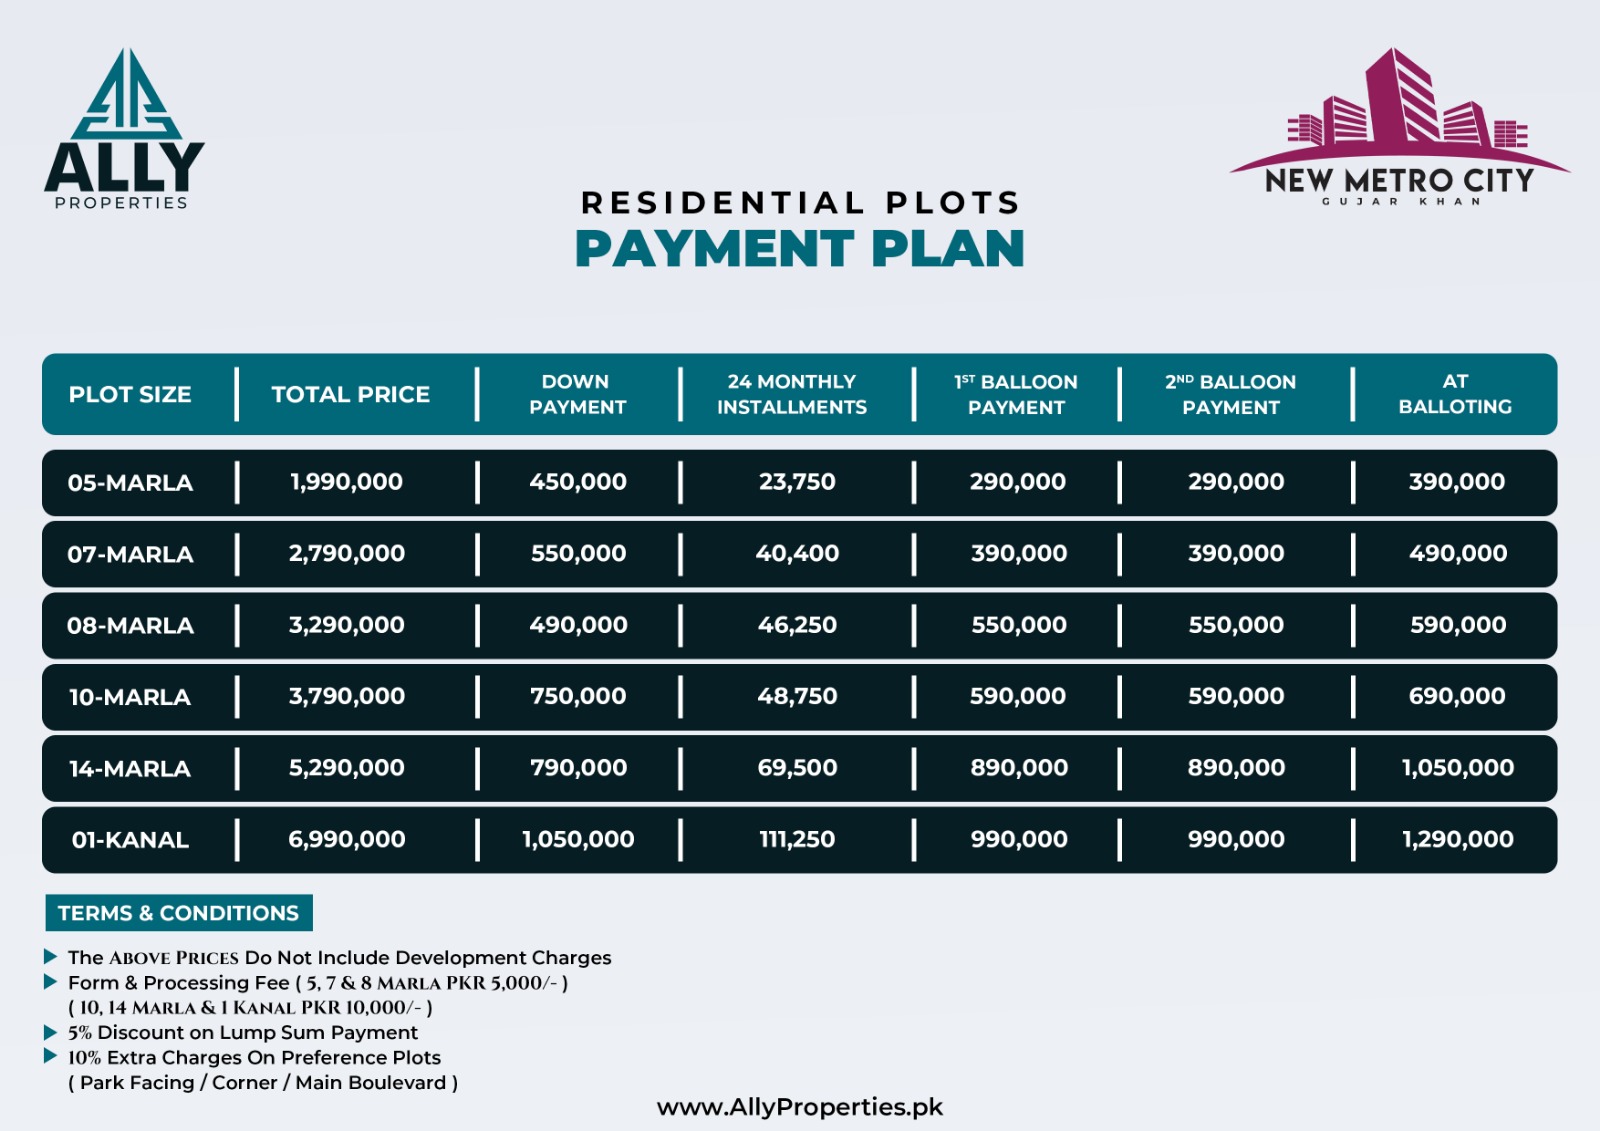 ALLY
PROPERTIES
NEW METRO CITY
GUJAR KHAN
RESIDENTIAL PLOTS
PAYMENT PLAN
PLOT SIZE TOTAL PRICE DOWN PAYMENT 24 MONTHLY INSTALLMENTS 1ST BALLOON PAYMENT 2ND BALLOON PAYMENT AT BALLOTING
05-MARLA 1,990,000 450,000 23,750 290,000 290,000 390,000
07-MARLA 2,790,000 550,000 40,400 390,000 390,000 490,000
08-MARLA 3,290,000 490,000 46,250 550,000 550,000 590,000
10-MARLA 3,790,000 750,000 48,750 590,000 590,000 690,000
14-MARLA 5,290,000 790,000 69,500 890,000 890,000 1,050,000
01-KANAL 6,990,000 1,050,000 111,250 990,000 990,000 1,290,000
TERMS & CONDITIONS
The ABOVE PRICES Do Not Include Development Charges
Form & Processing Fee ( 5, 7 & 8 MARLA PKR 5,000/- )
( 10, 14 MARLA & 1 KANAL PKR 10,000/- )
5% Discount on Lump Sum Payment
10% Extra Charges On Preference Plots
( Park Facing / Corner / Main Boulevard )
www.AllyProperties.pk